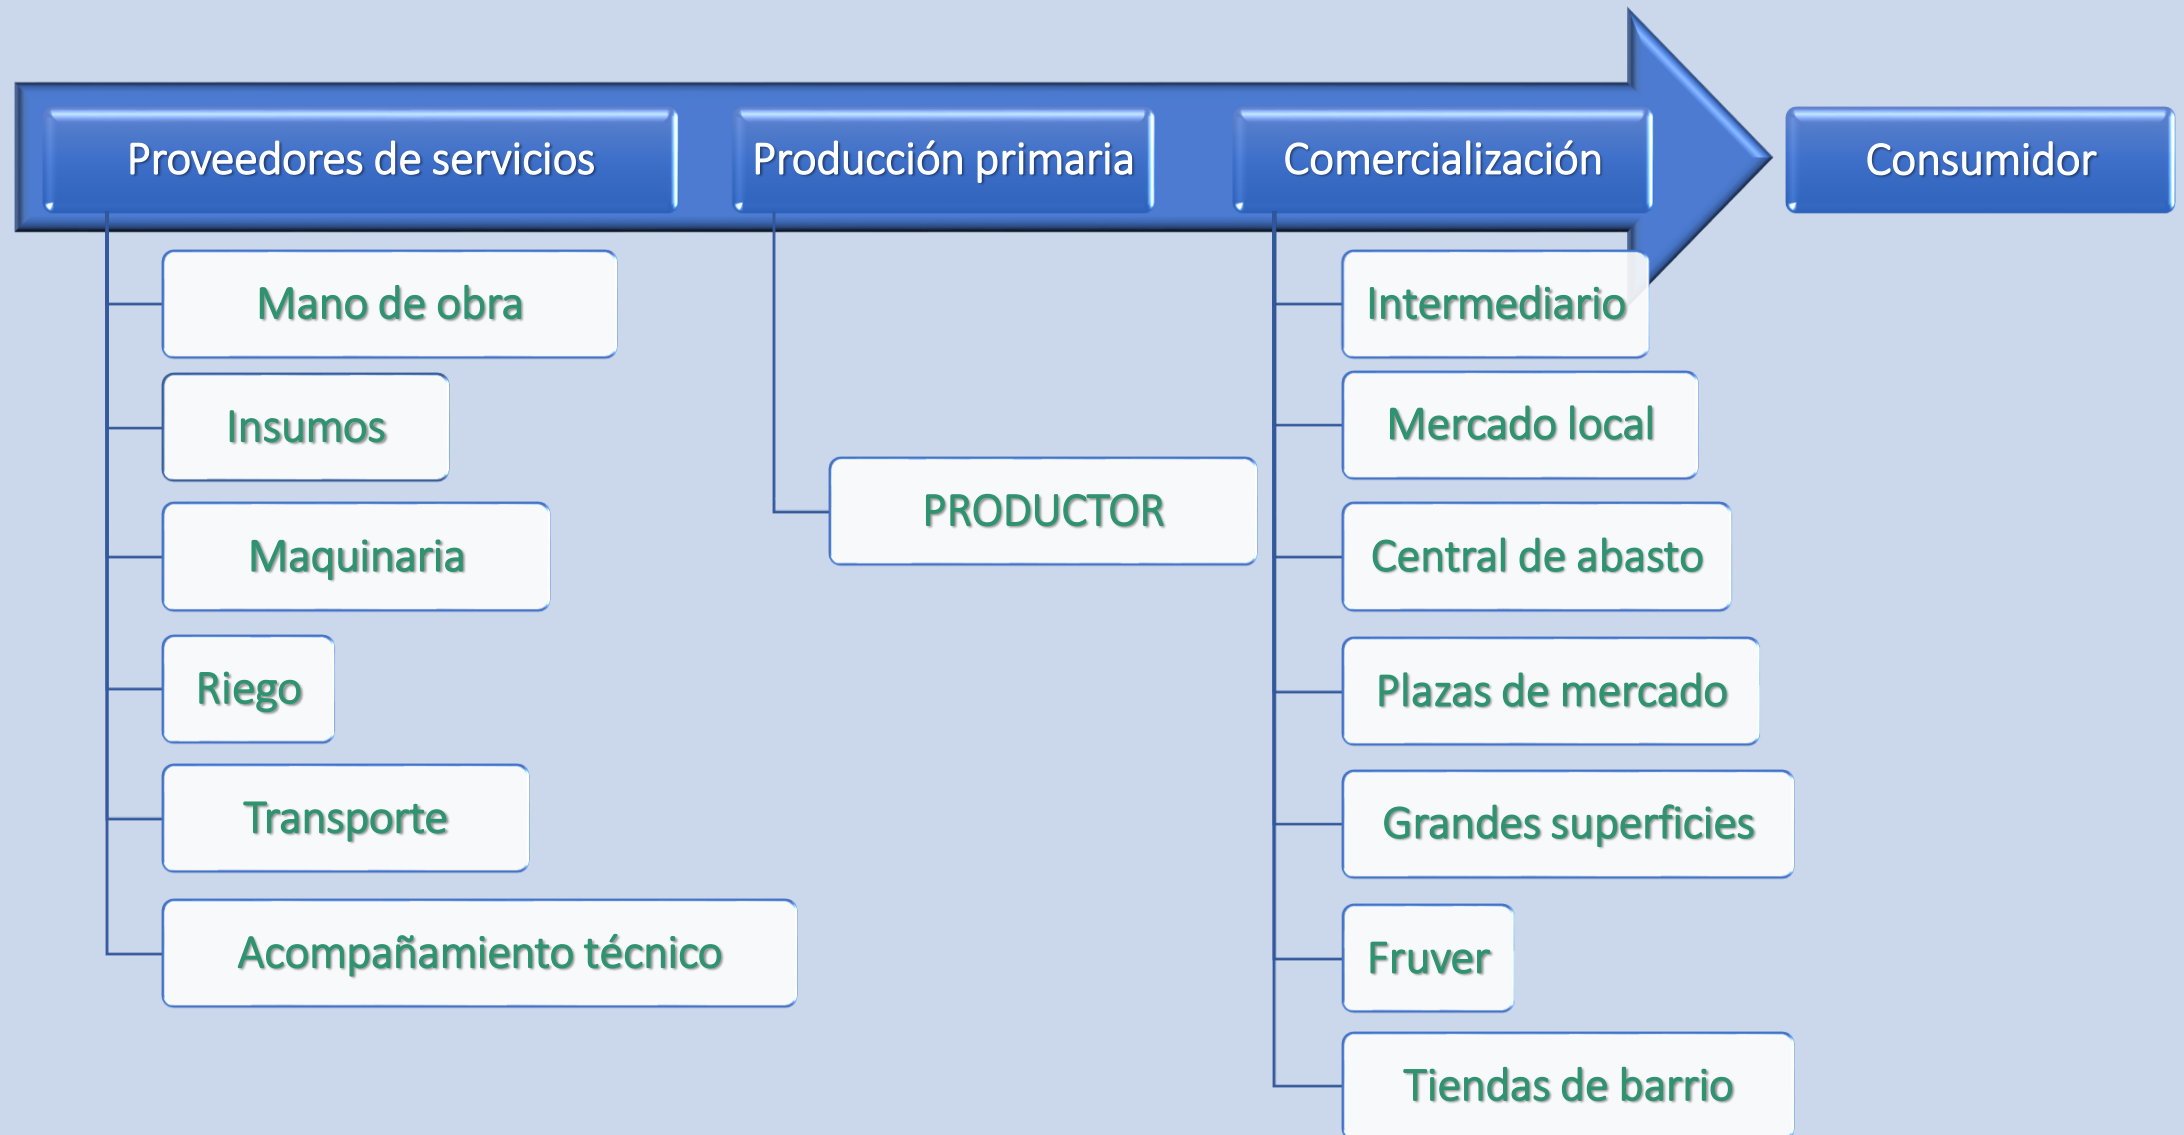 Proveedores de servicios
Producción primaria
Comercialización
Consumidor
Mano de obra
Insumos
Maquinaria
Riego
Transporte
Acompañamiento técnico
PRODUCTOR
Intermediario
Mercado local
Central de abasto
Plazas de mercado
Grandes superficies
Fruver
Tiendas de barrio